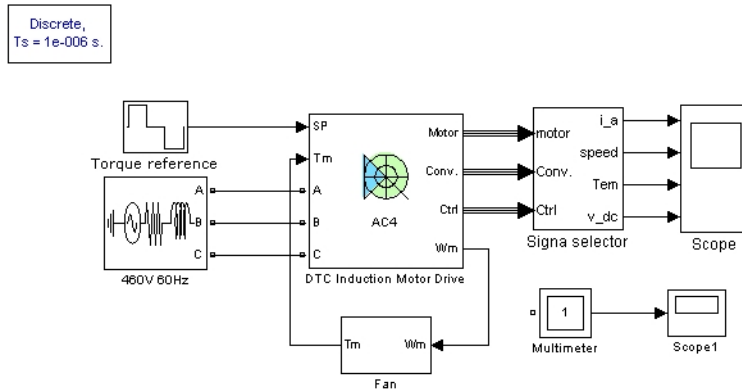 Discrete,
Ts = 1e-006 s.
Torque reference
SP
Tm
A
B
C
Motor
Conv.
Ctrl
Wm
AC4
DTC Induction Motor Drive
A
B
C
460V 60Hz
motor
Conv.
Ctrl
i_a
speed
Tem
v_dc
Signa selector
Scope
Tm
Wm
Fan
1
Multimeter
Scope1